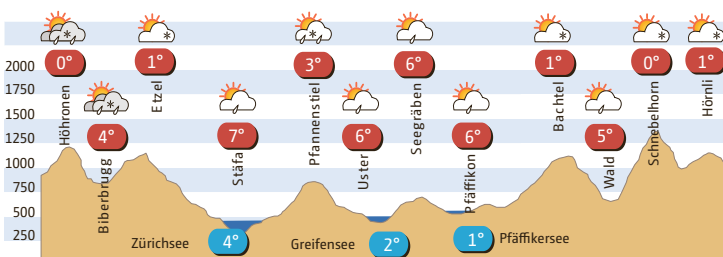 0° 1° 3° 6° 1° 0° 1°
2000
1750
1500
1250
1000
750
500
250
Höhronen
Biberbrugg
Etzel
Stäfa
Pfannenstiel
Uster
Seegräben
Pfäffikon
Bachtel
Wald
Schnebelhorn
Hörnli
4° 7° 6° 6° 5°
Zürichsee 4° Greifensee 2° 1° Pfäffikersee